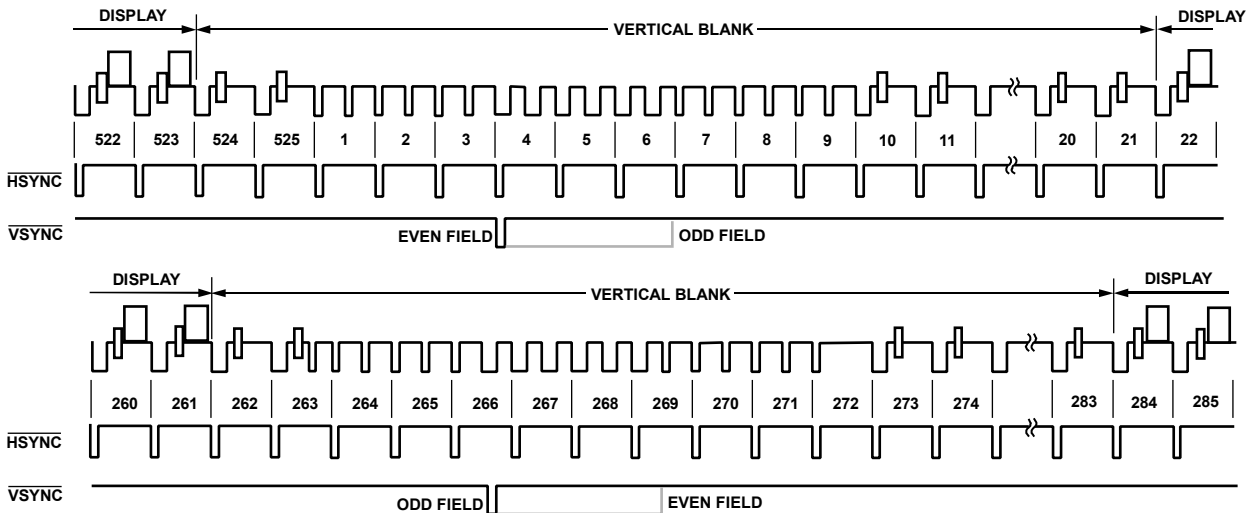 DISPLAY VERTICAL BLANK DISPLAY
522 523 524 525 1 2 3 4 5 6 7 8 9 10 11 20 21 22
HSYNC
VSYNC EVEN FIELD ODD FIELD
DISPLAY VERTICAL BLANK DISPLAY
260 261 262 263 264 265 266 267 268 269 270 271 272 273 274 283 284 285
HSYNC
VSYNC ODD FIELD EVEN FIELD